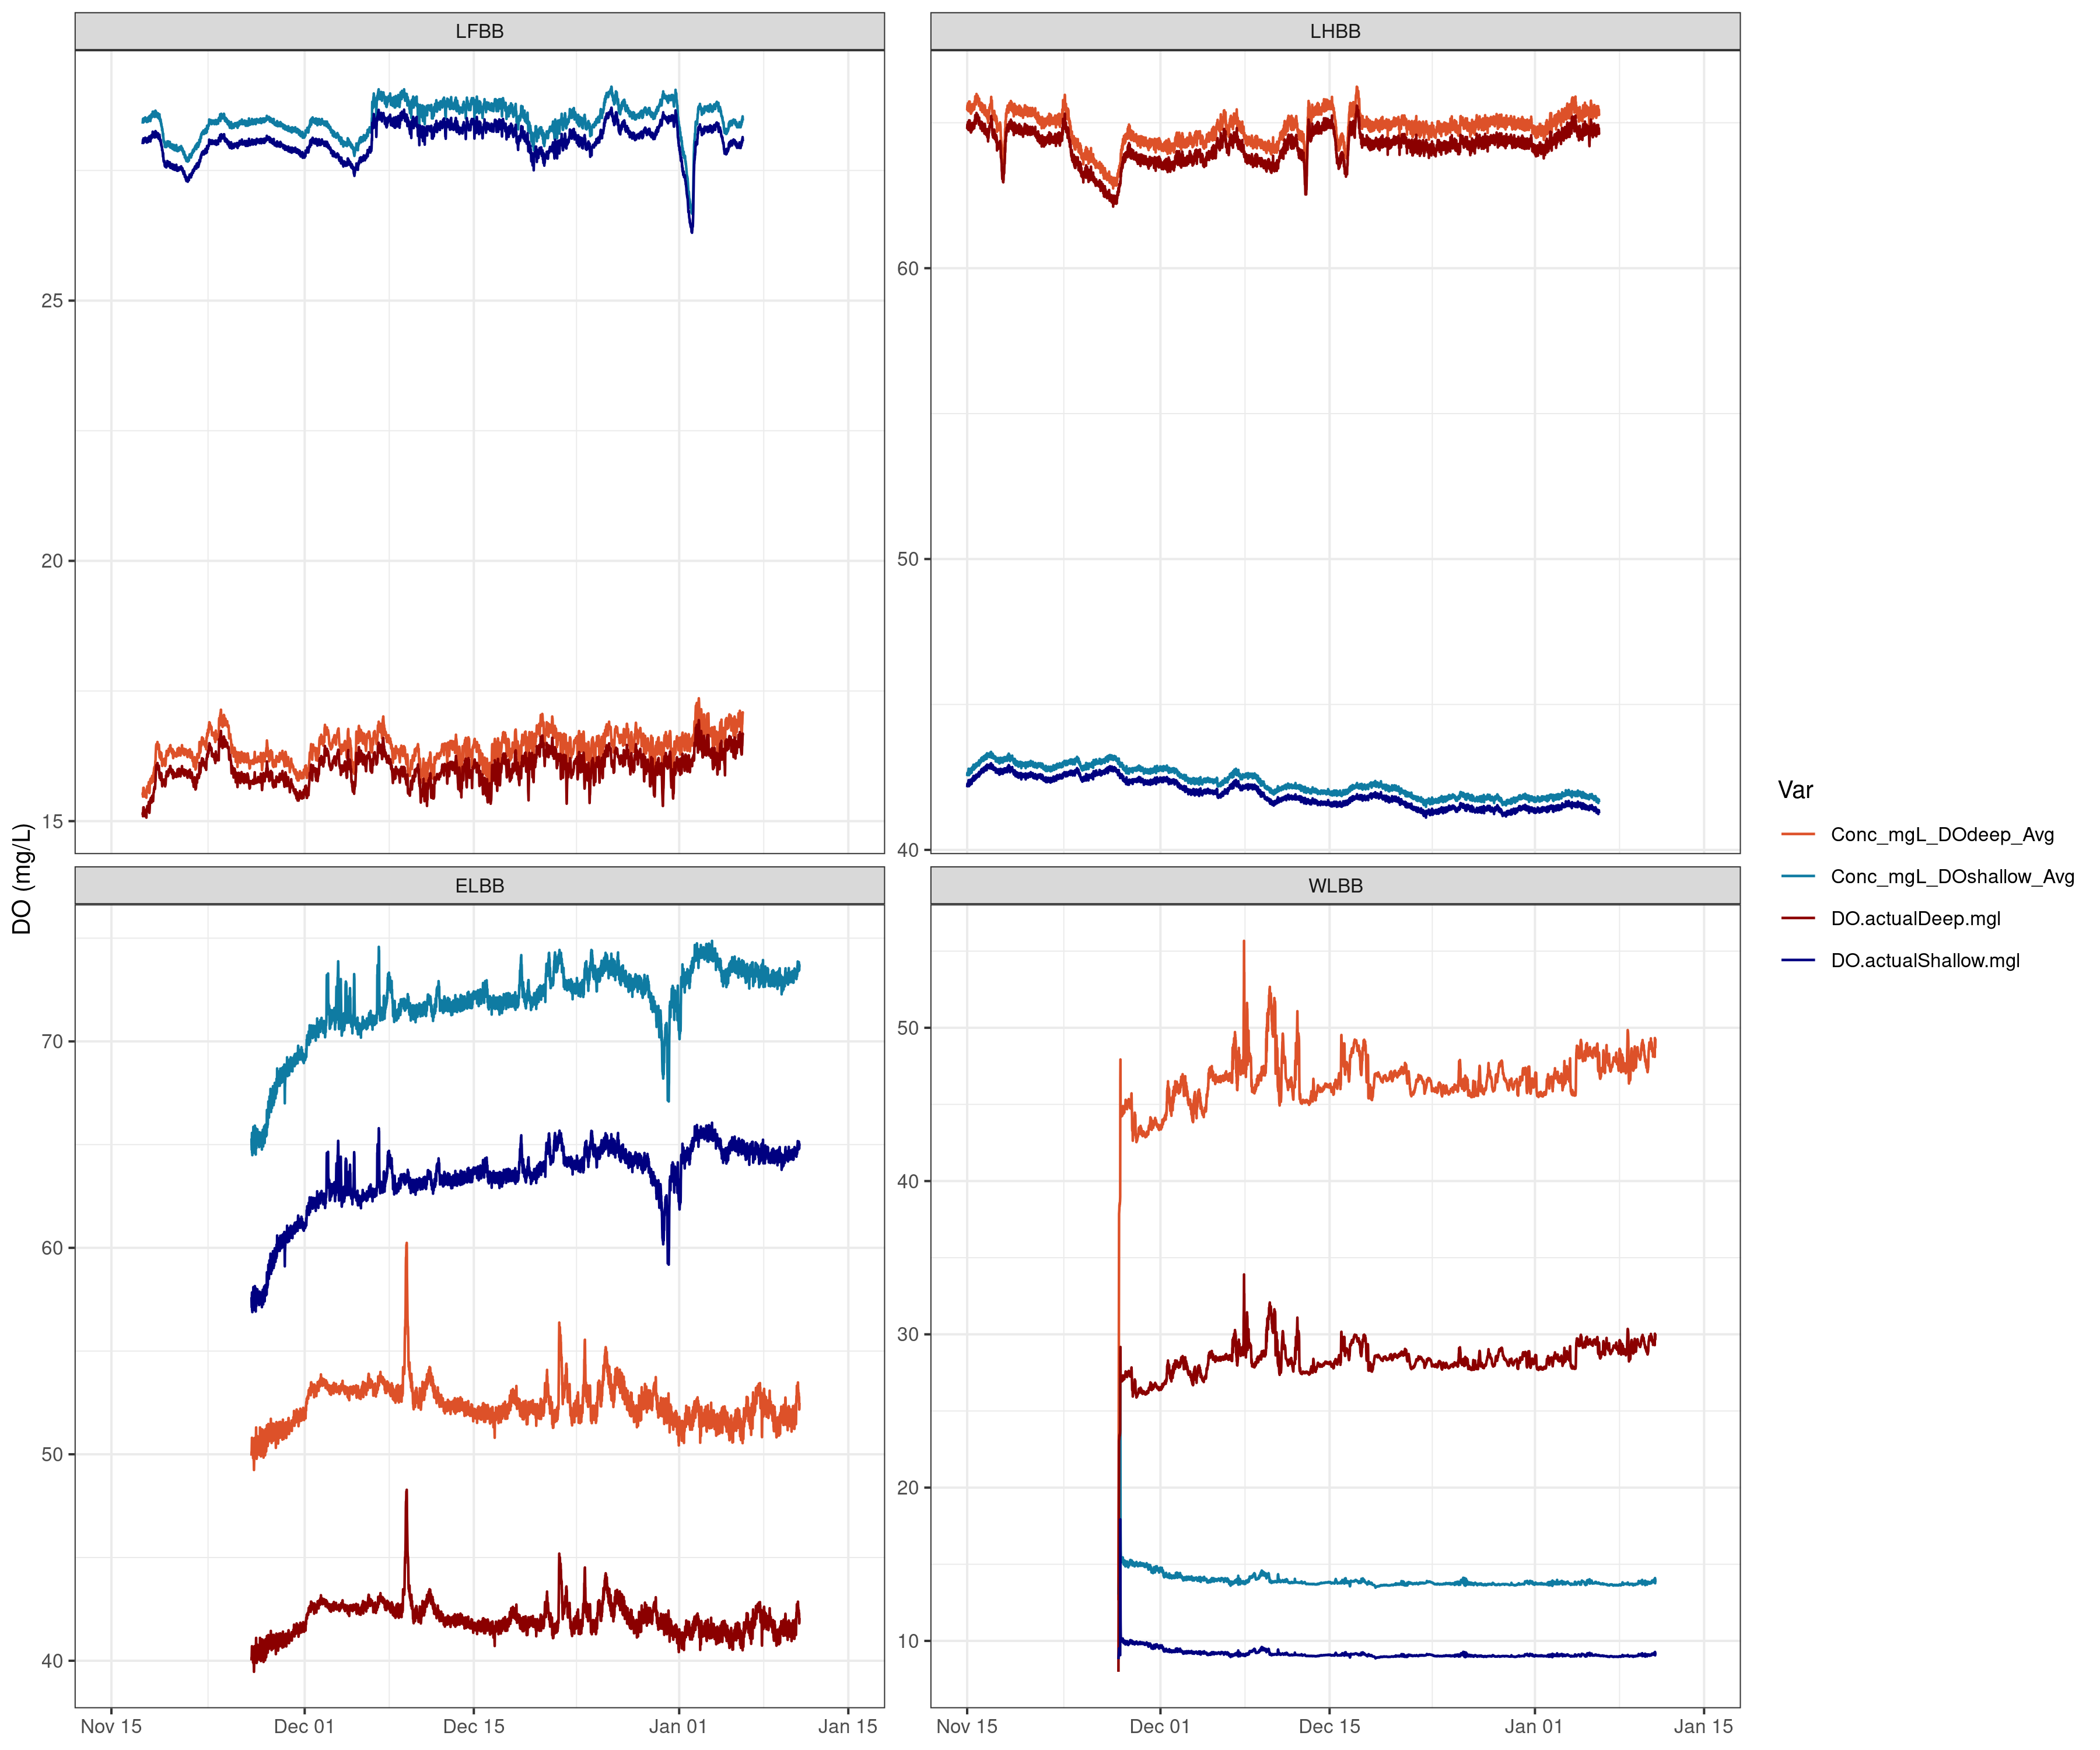 LFBB
LHBB
25
20
15
60
50
40
ELBB
WLBB
70
60
50
40
50
40
30
20
10
Nov 15
Dec 01
Dec 15
Jan 01
Jan 15
Nov 15
Dec 01
Dec 15
Jan 01
Jan 15
DO (mg/L)
Var
Conc_mgL_DOdeep_Avg
Conc_mgL_DOshallow_Avg
DO.actualDeep.mgl
DO.actualShallow.mgl